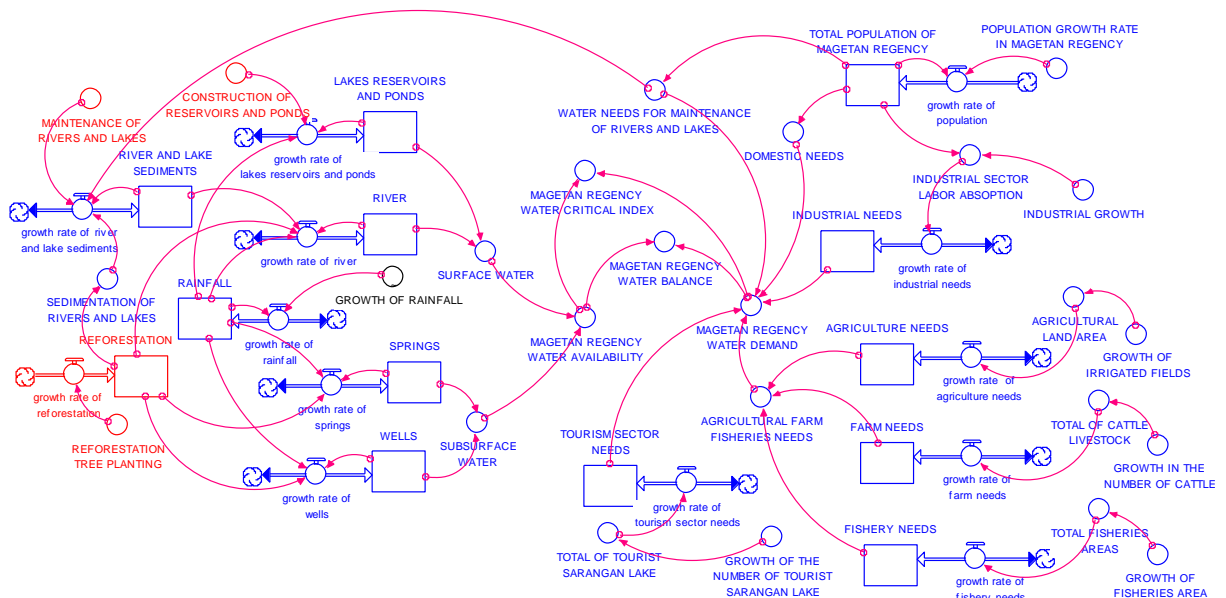 TOTAL POPULATION OF
MAGETAN REGENCY
POPULATION GROWTH RATE
IN MAGETAN REGENCY
growth rate of
population
LAKES RESERVOIRS
AND PONDS
CONSTRUCTION OF
RESERVOIRS AND PONDS
growth rate of
lakes reservoirs and ponds
MAINTENANCE OF
RIVERS AND LAKES
RIVER AND LAKE
SEDIMENTS
growth rate of river
and lake sediments
WATER NEEDS FOR MAINTENANCE
OF RIVERS AND LAKES
DOMESTIC NEEDS
INDUSTRIAL SECTOR
LABOR ABSOPTION
INDUSTRIAL GROWTH
MAGETAN REGENCY
WATER CRITICAL INDEX
INDUSTRIAL NEEDS
growth rate of
industrial needs
RIVER
growth rate of river
SURFACE WATER
MAGETAN REGENCY
WATER BALANCE
SEDIMENTATION OF
RIVERS AND LAKES
RAINFALL
GROWTH OF RAINFALL
growth rate of
rainfall
MAGETAN REGENCY
WATER AVAILABILITY
MAGETAN REGENCY
WATER DEMAND
AGRICULTURE NEEDS
growth rate of
agriculture needs
AGRICULTURAL
LAND AREA
GROWTH OF
IRRIGATED FIELDS
REFORESTATION
growth rate of
reforestation
REFORESTATION
TREE PLANTING
SPRINGS
growth rate of
springs
SUBSURFACE
WATER
WELLS
growth rate of
wells
AGRICULTURAL FARM
FISHERIES NEEDS
FARM NEEDS
growth rate of
farm needs
TOTAL OF CATTLE
LIVESTOCK
GROWTH IN THE
NUMBER OF CATTLE
TOURISM SECTOR
NEEDS
growth rate of
tourism sector needs
TOTAL OF TOURIST
SARANGAN LAKE
GROWTH OF THE
NUMBER OF TOURIST
SARANGAN LAKE
FISHERY NEEDS
growth rate of
fishery needs
TOTAL FISHERIES
AREAS
GROWTH OF
FISHERIES AREA